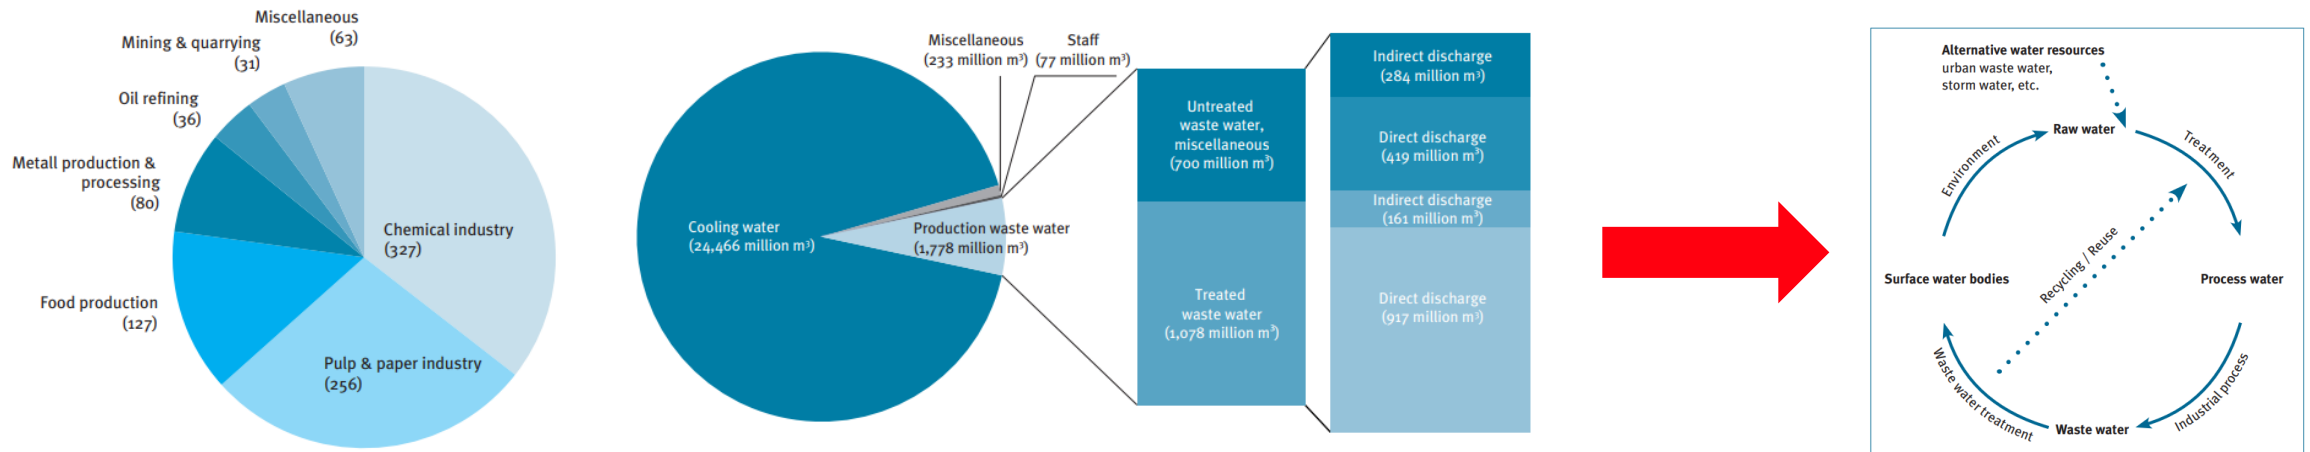 Miscellaneous
(63)
Mining & quarrying
(31)
Oil refining
(36)
Metall production &
processing
(80)
Food production
(127)
Chemical industry
(327)
Pulp & paper industry
(256)
Miscellaneous
(233 million m³)
Staff
(77 million m³)
Cooling water
(24,466 million m³)
Production waste water
(1,778 million m³)
Untreated
waste water,
miscellaneous
(700 million m³)
Treated
waste water
(1,078 million m³)
Indirect discharge
(284 million m³)
Direct discharge
(419 million m³)
Indirect discharge
(161 million m³)
Direct discharge
(917 million m³)
Alternative water resources
urban waste water,
storm water, etc.
Raw water
Treatment
Environment
Recycling / Reuse
Surface water bodies
Process water
Waste water treatment
Industrial process
Waste water